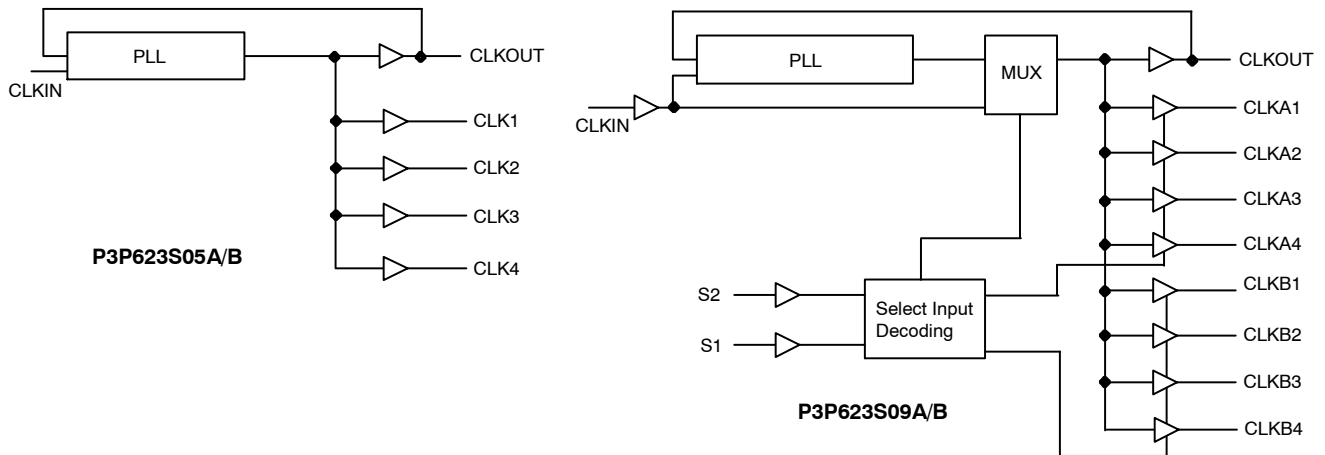 PLL
CLKOUT
CLKIN
CLK1
CLK2
CLK3
CLK4
P3P623S05A/B
PLL
MUX
CLKOUT
CLKIN
CLKA1
CLKA2
CLKA3
CLKA4
CLKB1
CLKB2
CLKB3
CLKB4
S2
S1
Select Input
Decoding
P3P623S09A/B